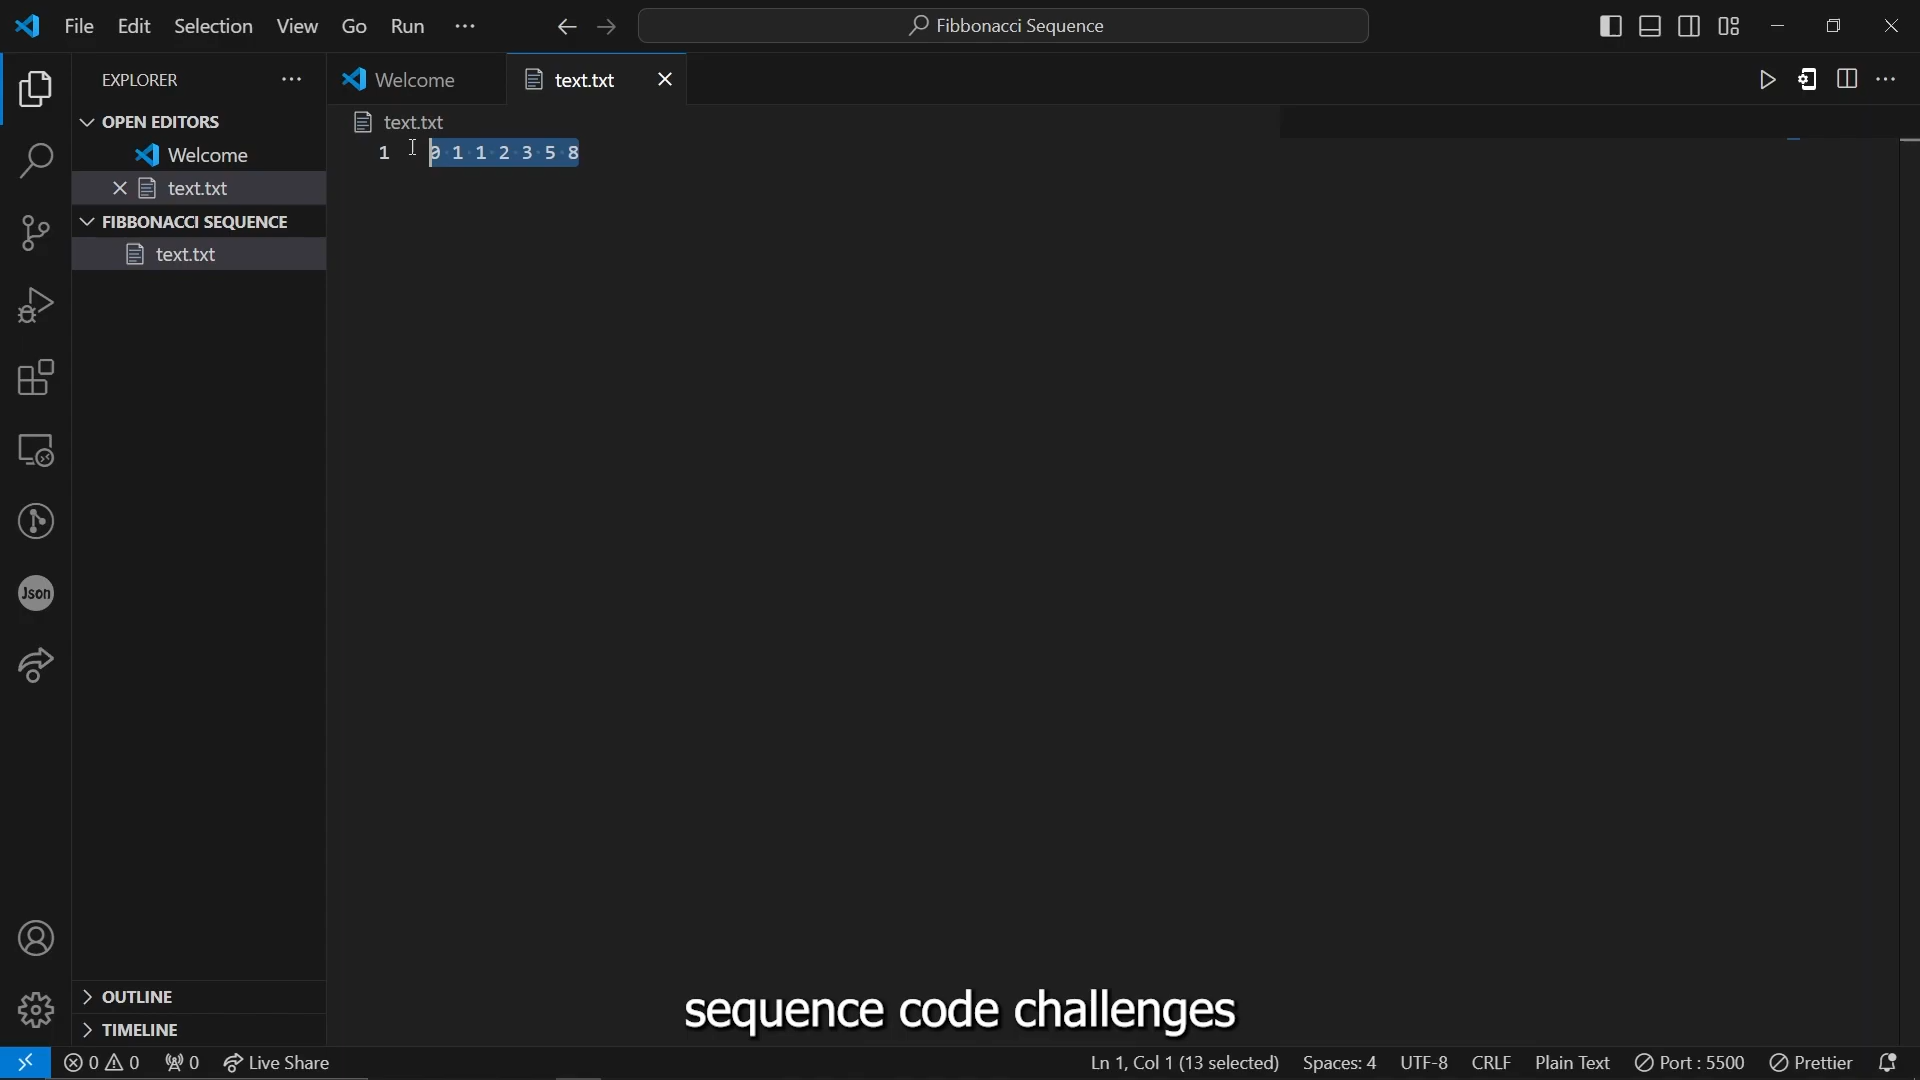 File Edit Selection View Go Run
Fibbonacci Sequence
EXPLORER
Welcome
text.txt
OPEN EDITORS
text.txt
Welcome
1 0 1 1 2 3 5 8
text.txt
FIBBONACCI SEQUENCE
text.txt
Json
OUTLINE
sequence code challenges
TIMELINE
0 0 0 Live Share Ln 1, Col 1 (13 selected) Spaces: 4 UTF-8 CRLF Plain Text Port : 5500 Prettier